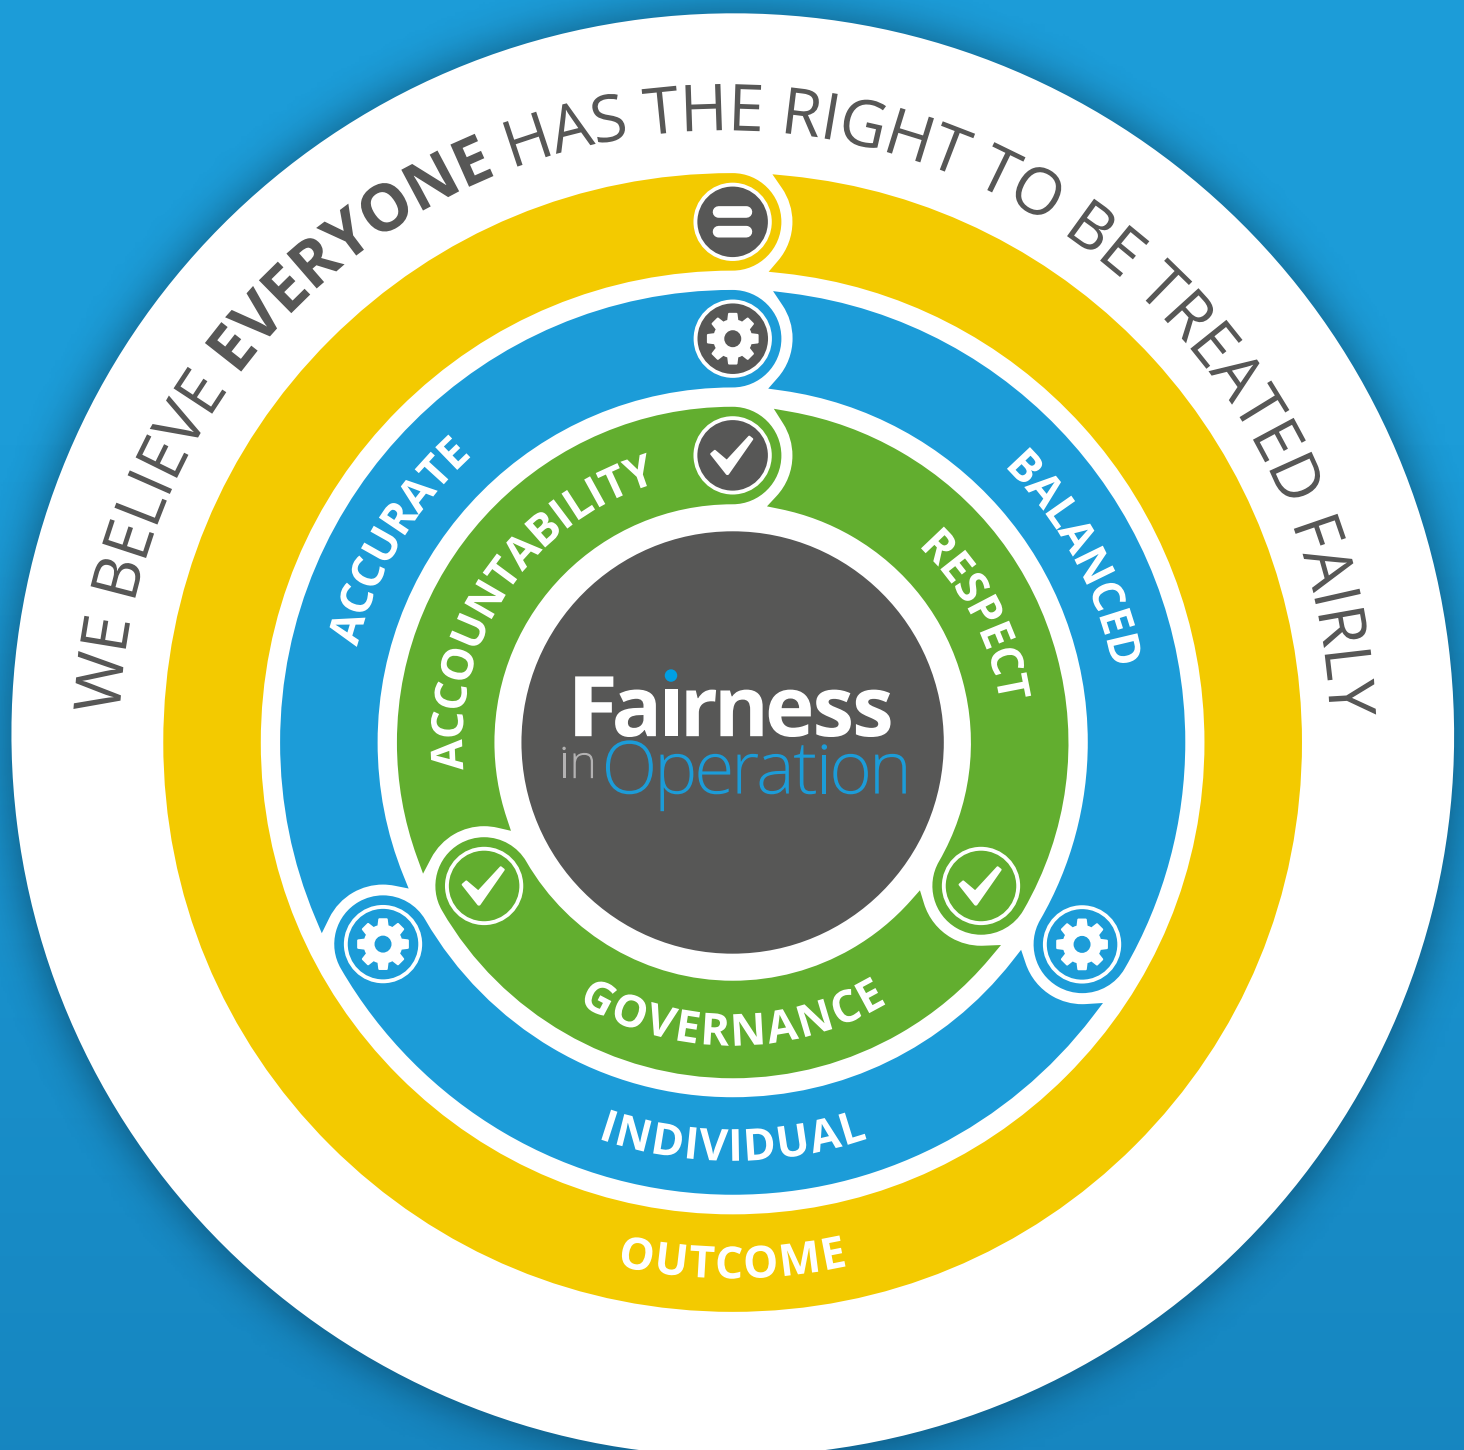 WE BELIEVE EVERYONE HAS THE RIGHT TO BE TREATED FAIRLY
ACCURATE
BALANCED
ACCOUNTABILITY
RESPECT
Fairness
in Operation
GOVERNANCE
INDIVIDUAL
OUTCOME